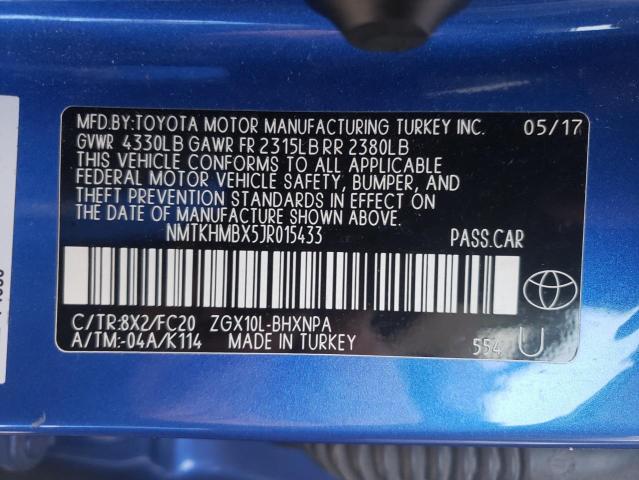 MFD.BY:TOYOTA MOTOR MANUFACTURING TURKEY INC. 05/17
GVWR 4330LB GAWR FR 2315LB RR 2380LB
THIS VEHICLE CONFORMS TO ALL APPLICABLE
FEDERAL MOTOR VEHICLE SAFETY, BUMPER, AND
THEFT PREVENTION STANDARDS IN EFFECT ON
THE DATE OF MANUFACTURE SHOWN ABOVE.
NMTKHMBX5JR015433 PASS.CAR
C/TR:8X2/FC20 ZGX10L-BHXNPA
A/TM:-04A/K114 MADE IN TURKEY 554 U